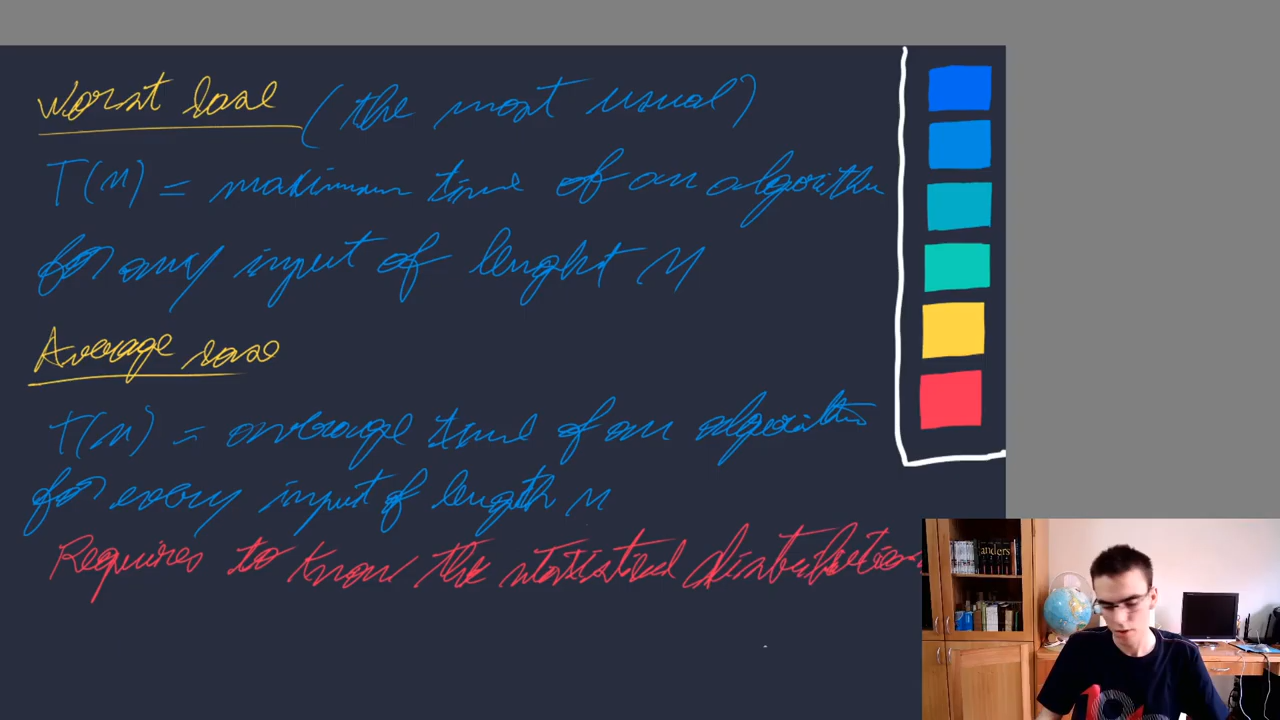 Worst case (the most usual)
T(n) = maximum time of an algorithm
for any input of lenght n
Average case
T(n) = average time of an algorithm
for every input of length n
Requires to know the statistical distribution
anders